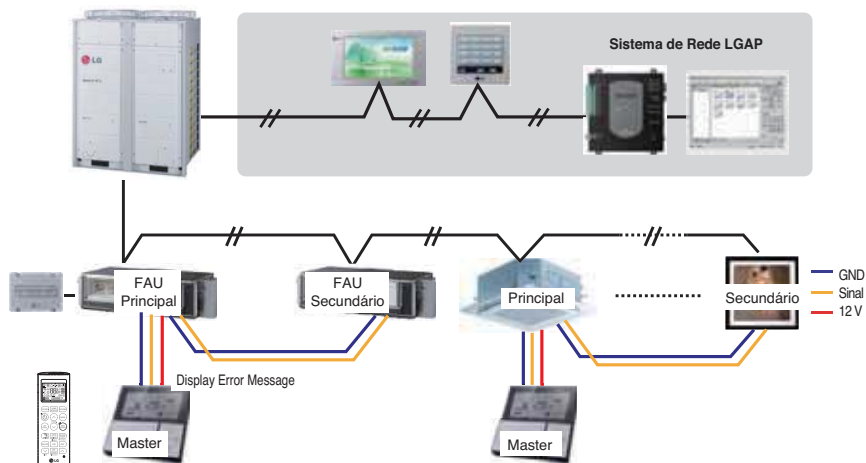 Sistema de Rede LGAP
LG
FAU
Principal
FAU
Secundário
Principal
Secundário
GND
Sinal
12 V
Display Error Message
Master
Master
LG